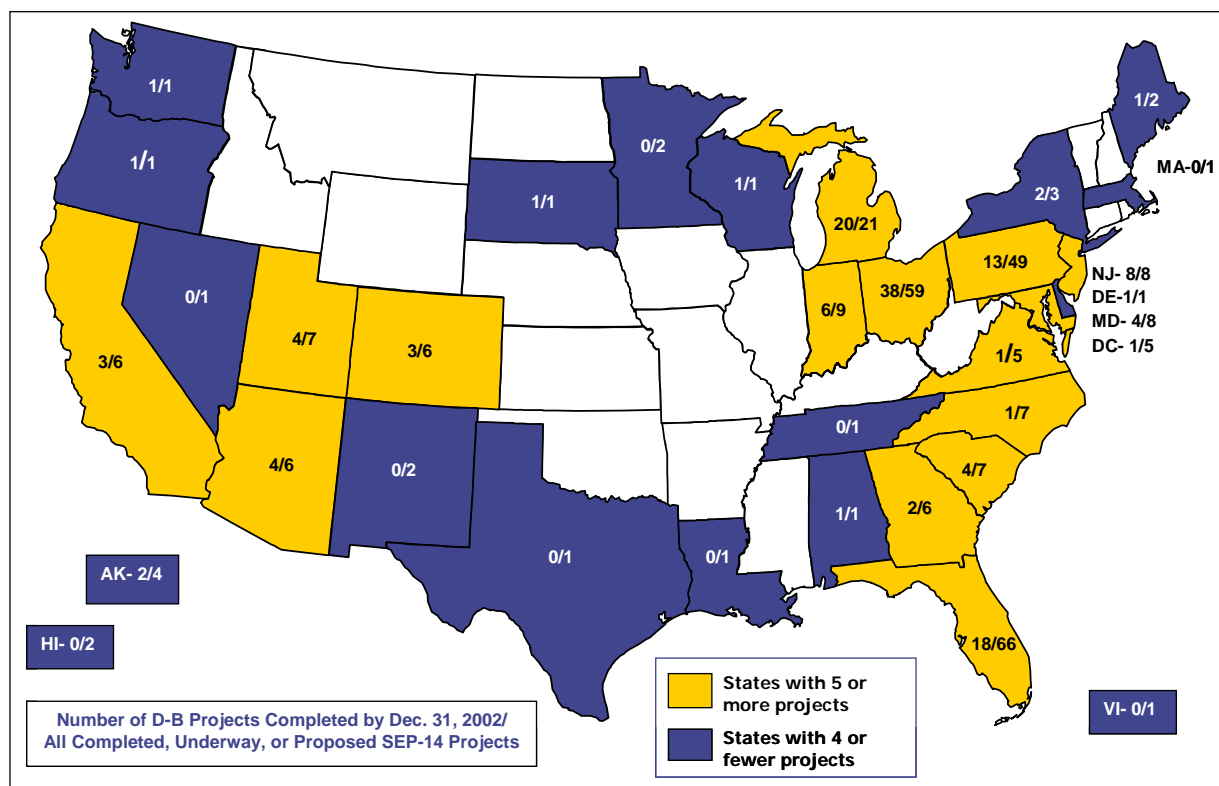 1/1
1/2
0/2
MA-0/1
1/1
1/1
1/1
2/3
20/21
13/49
NJ- 8/8
38/59
DE-1/1
0/1
6/9
MD- 4/8
4/7
DC- 1/5
3/6
3/6
1/5
1/7
0/1
4/6
0/2
4/7
2/6
1/1
0/1
0/1
AK- 2/4
HI- 0/2
18/66
States with 5 or
more projects
VI- 0/1
Number of D-B Projects Completed by Dec. 31, 2002/
All Completed, Underway, or Proposed SEP-14 Projects
States with 4 or
fewer projects